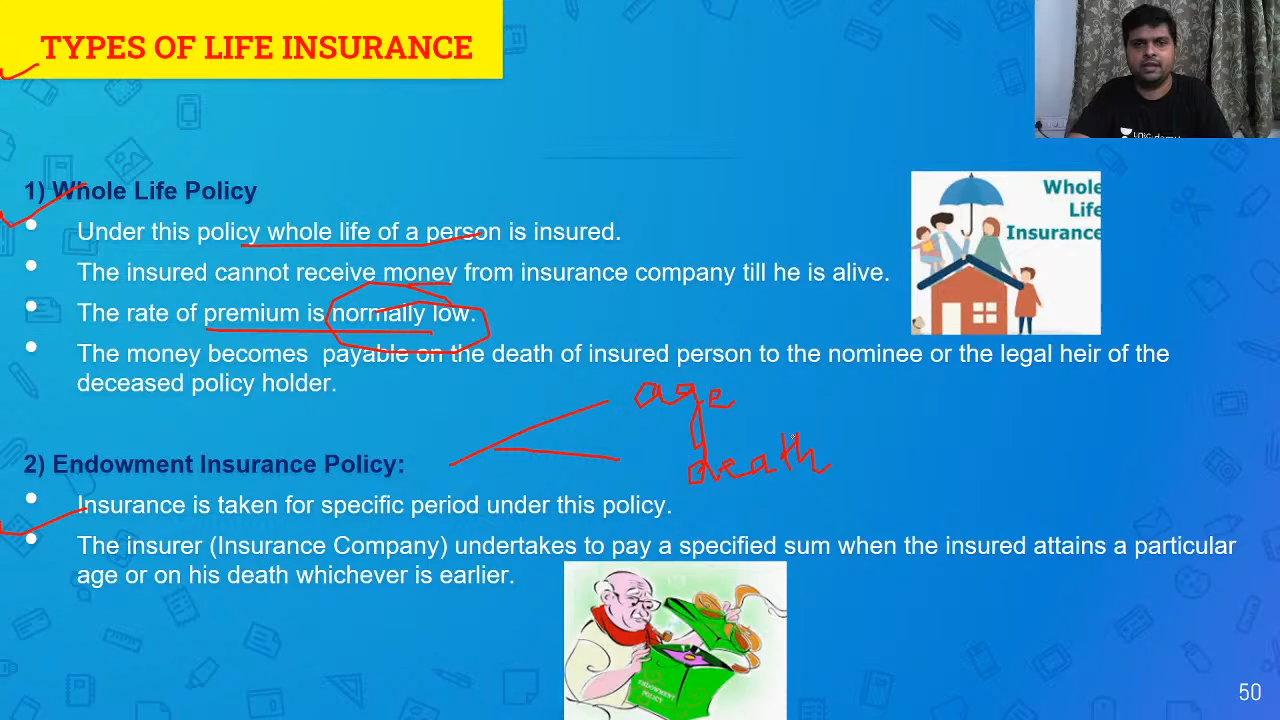 TYPES OF LIFE INSURANCE
1) Whole Life Policy
• Under this policy whole life of a person is insured.
• The insured cannot receive money from insurance company till he is alive.
• The rate of premium is normally low.
• The money becomes payable on the death of insured person to the nominee or the legal heir of the
deceased policy holder.
Whole
Life
Insurance
age
death
2) Endowment Insurance Policy:
• Insurance is taken for specific period under this policy.
• The insurer (Insurance Company) undertakes to pay a specified sum when the insured attains a particular
age or on his death whichever is earlier.
ENDOWMENT
POLICY
50